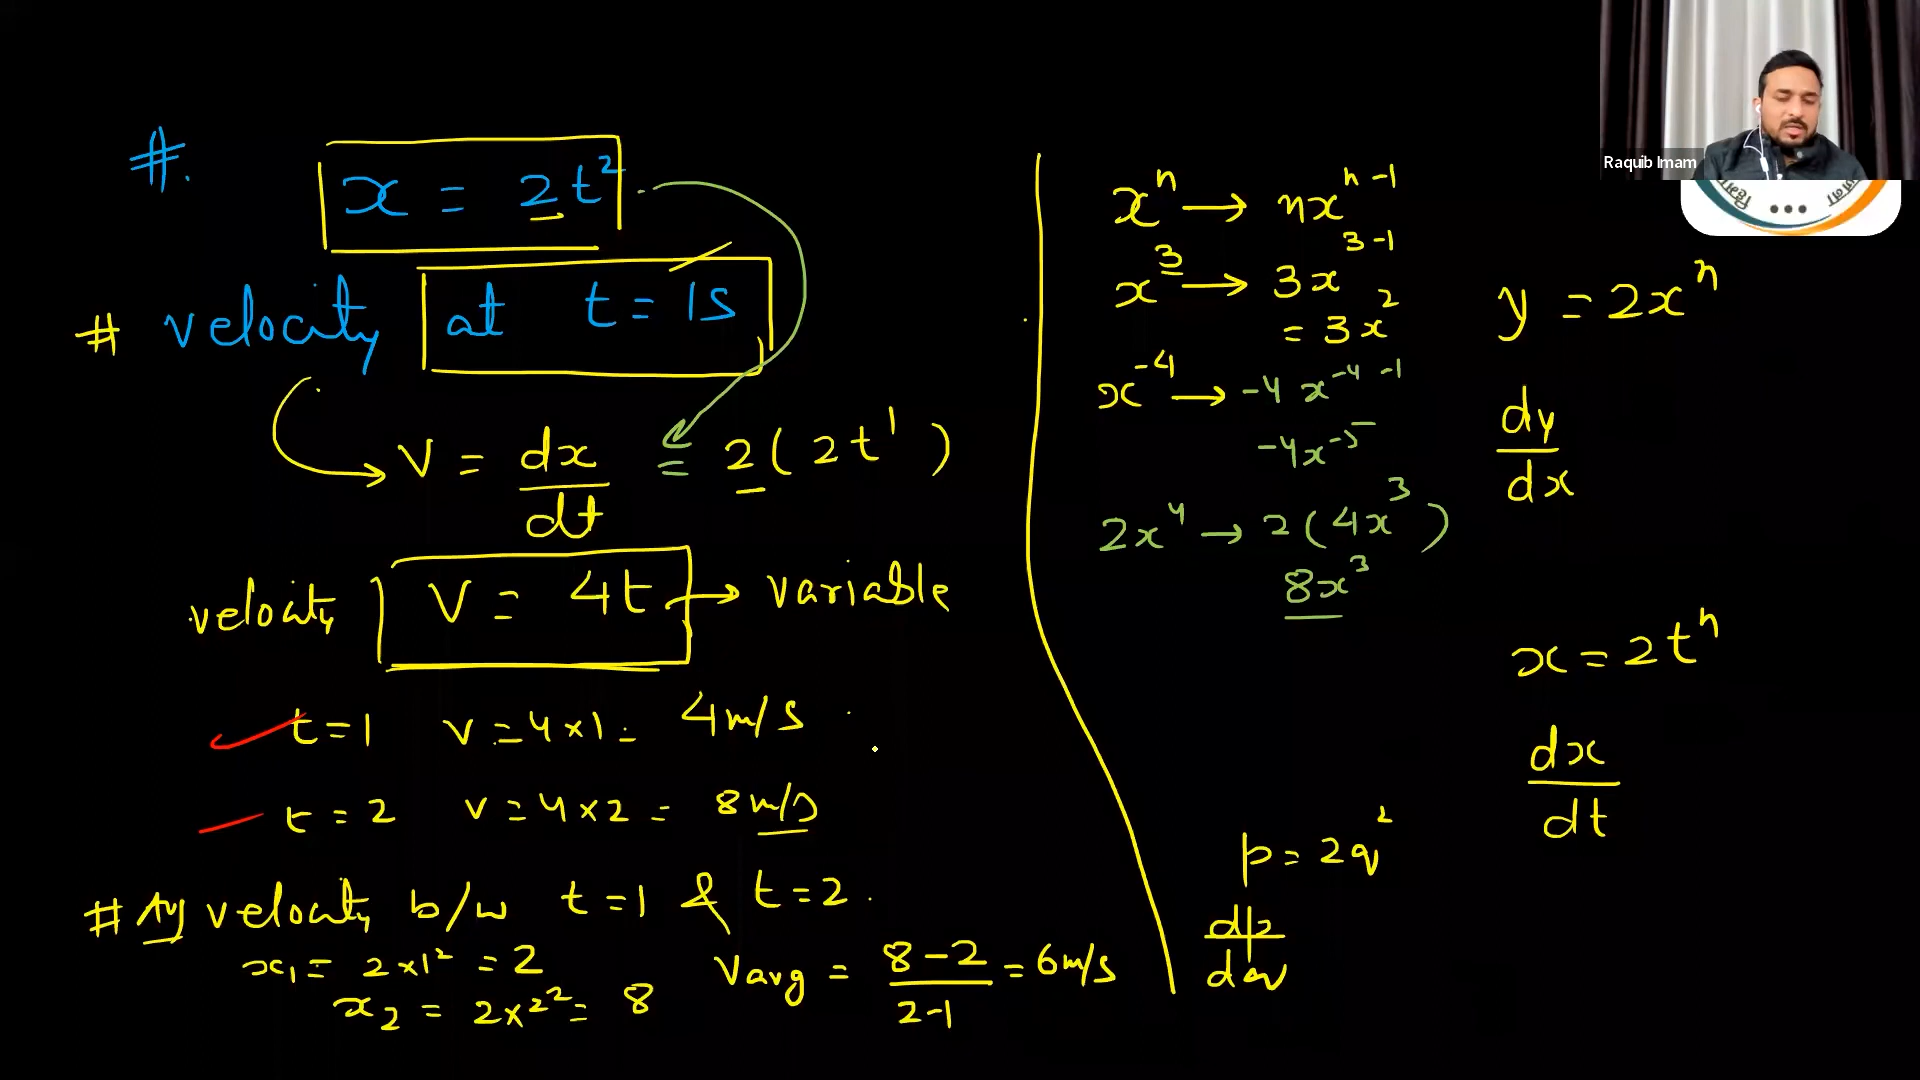 #. x = 2t²
# velocity at t = 1s
V = dx/dt = 2(2t¹)
velocity V = 4t → variable
t = 1 v = 4×1 = 4m/s
t = 2 v = 4×2 = 8m/s
# Avg velocity b/w t = 1 & t = 2.
x₁ = 2×1² = 2
x₂ = 2×2² = 8
Vavg = (8-2)/(2-1) = 6m/s
xⁿ → nxⁿ⁻¹
x³ → 3x³⁻¹
= 3x²
x⁻⁴ → -4x⁻⁴⁻¹
-4x⁻⁵
2x⁴ → 2(4x³)
8x³
p = 2q²
dp/dq
y = 2xⁿ
dy/dx
x = 2tⁿ
dx/dt
Raquib Imam